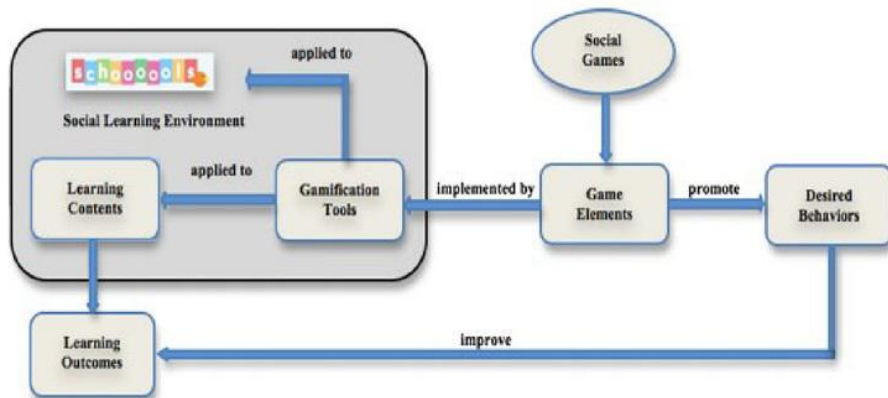 applied to
schoooools
Social
Games
Social Learning Environment
applied to
Learning
Contents
Gamification
Tools
implemented by
Game
Elements
promote
Desired
Behaviors
Learning
Outcomes
improve